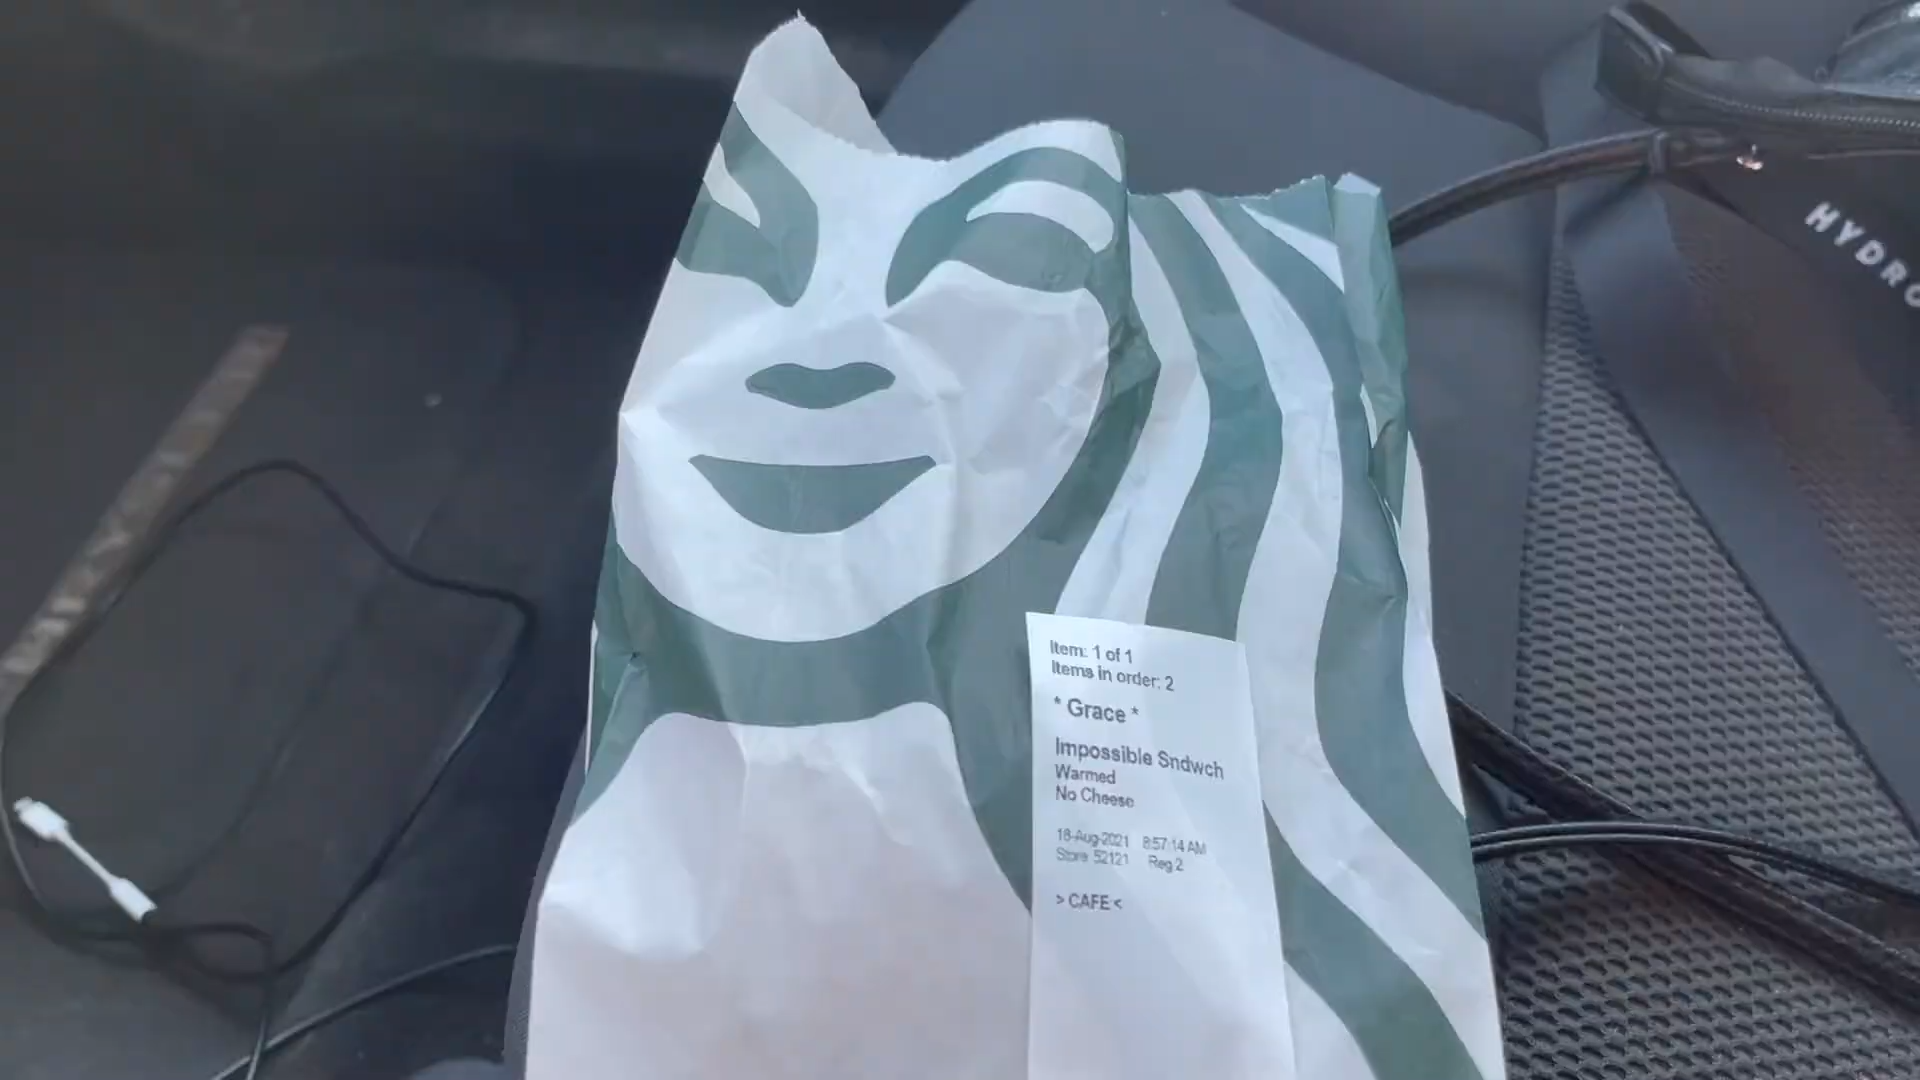 Item: 1 of 1
Items in order: 2
* Grace *
Impossible Sndwch
Warmed
No Cheese
18-Aug-2021 8:57:14 AM
Store 52121 Reg 2
> CAFE <
HYDRO